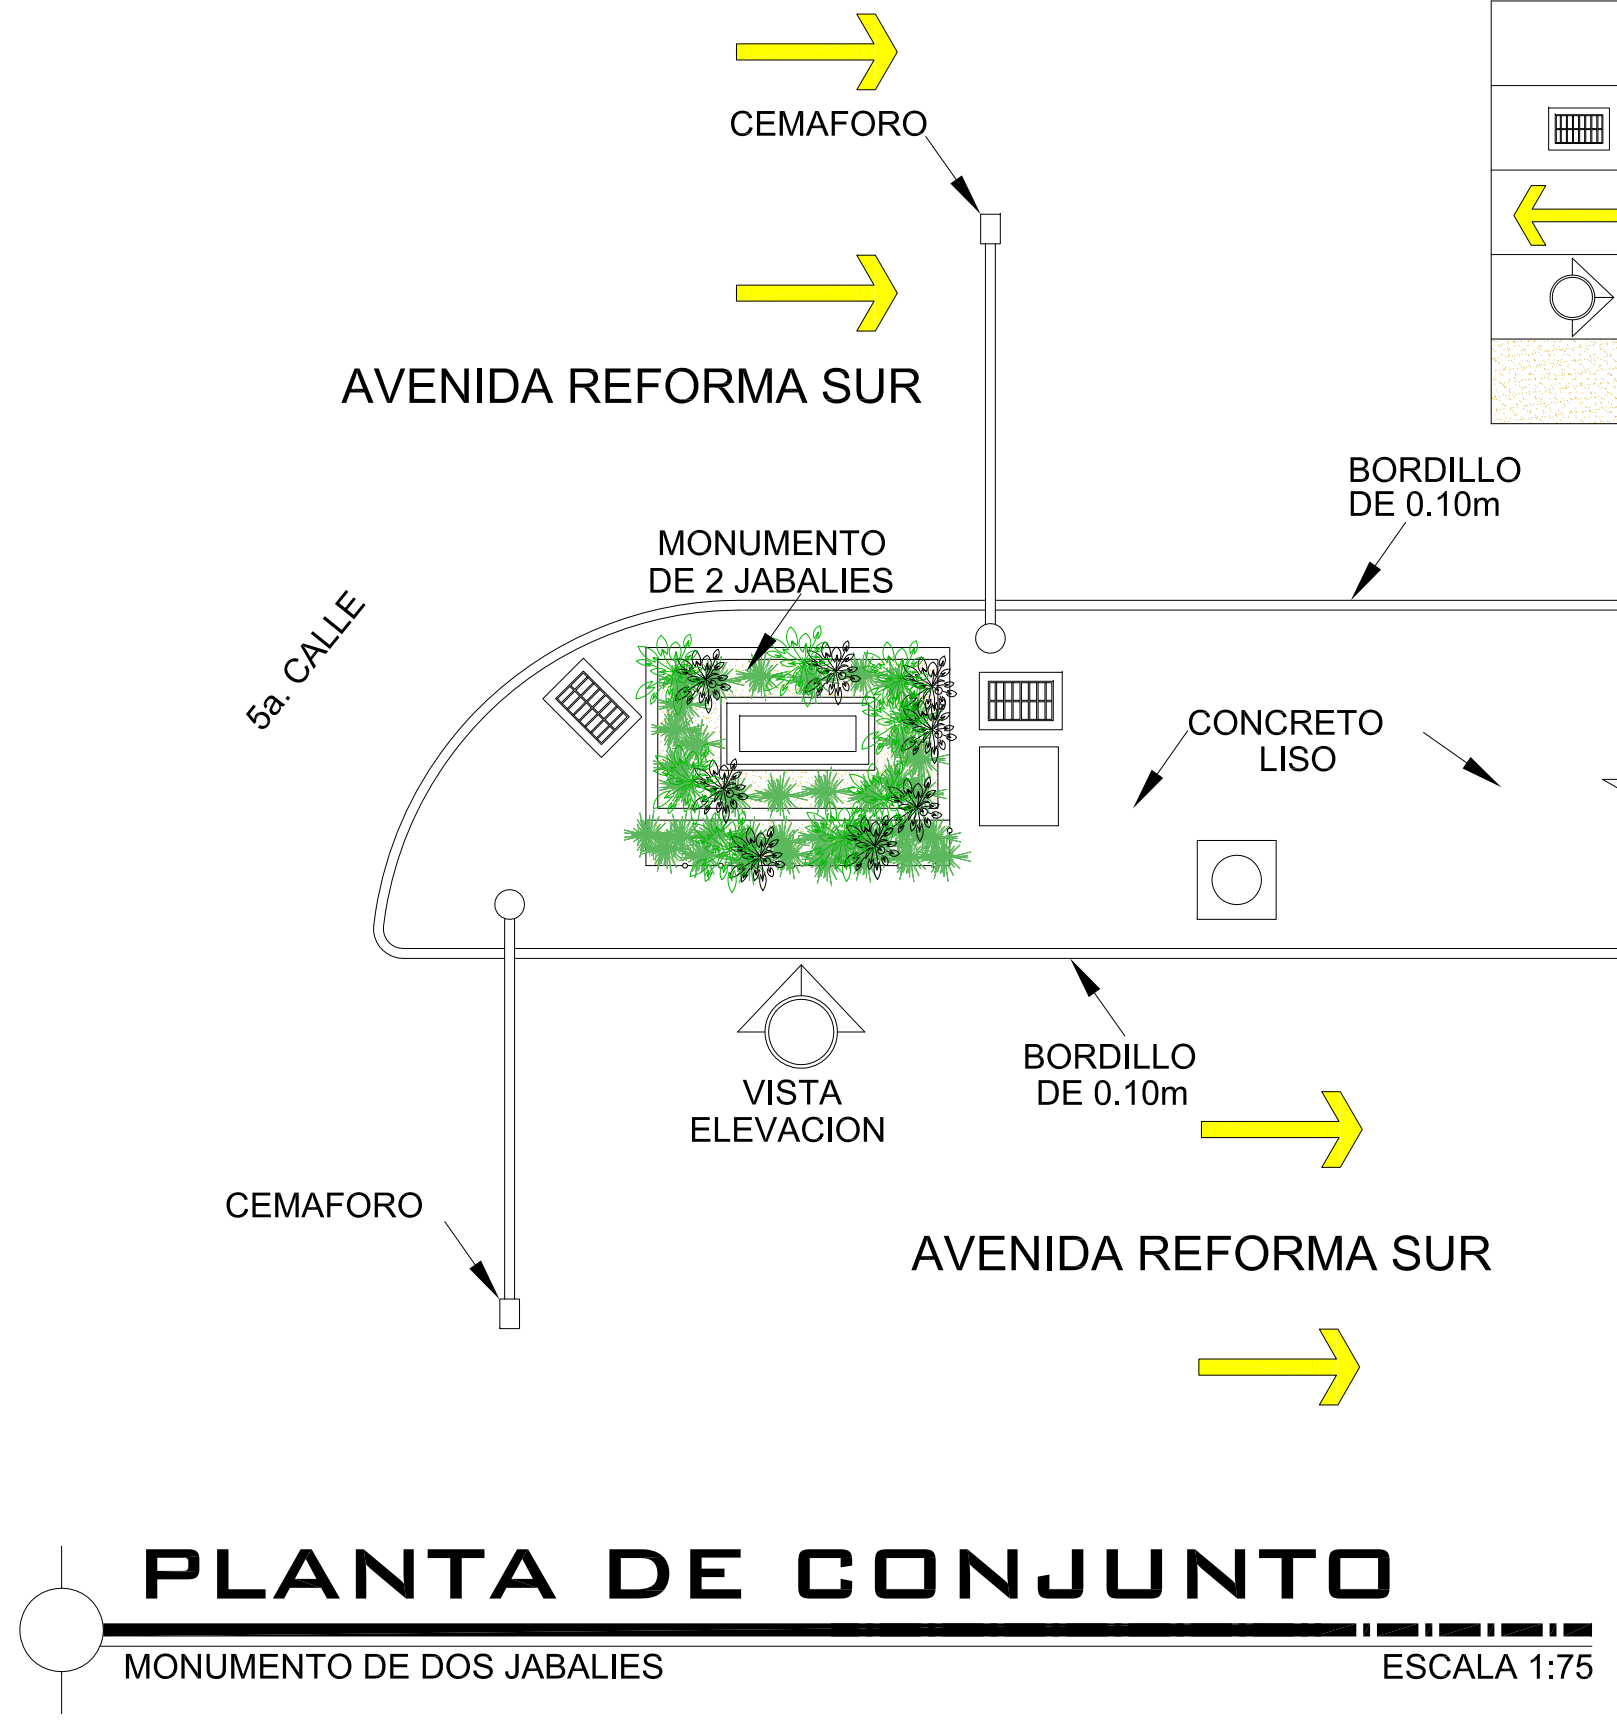 CEMAFORO
AVENIDA REFORMA SUR
BORDILLO
DE 0.10m
MONUMENTO
DE 2 JABALIES
5a. CALLE
CONCRETO
LISO
VISTA
ELEVACION
BORDILLO
DE 0.10m
CEMAFORO
AVENIDA REFORMA SUR
PLANTA DE CONJUNTO
MONUMENTO DE DOS JABALIES
ESCALA 1:75